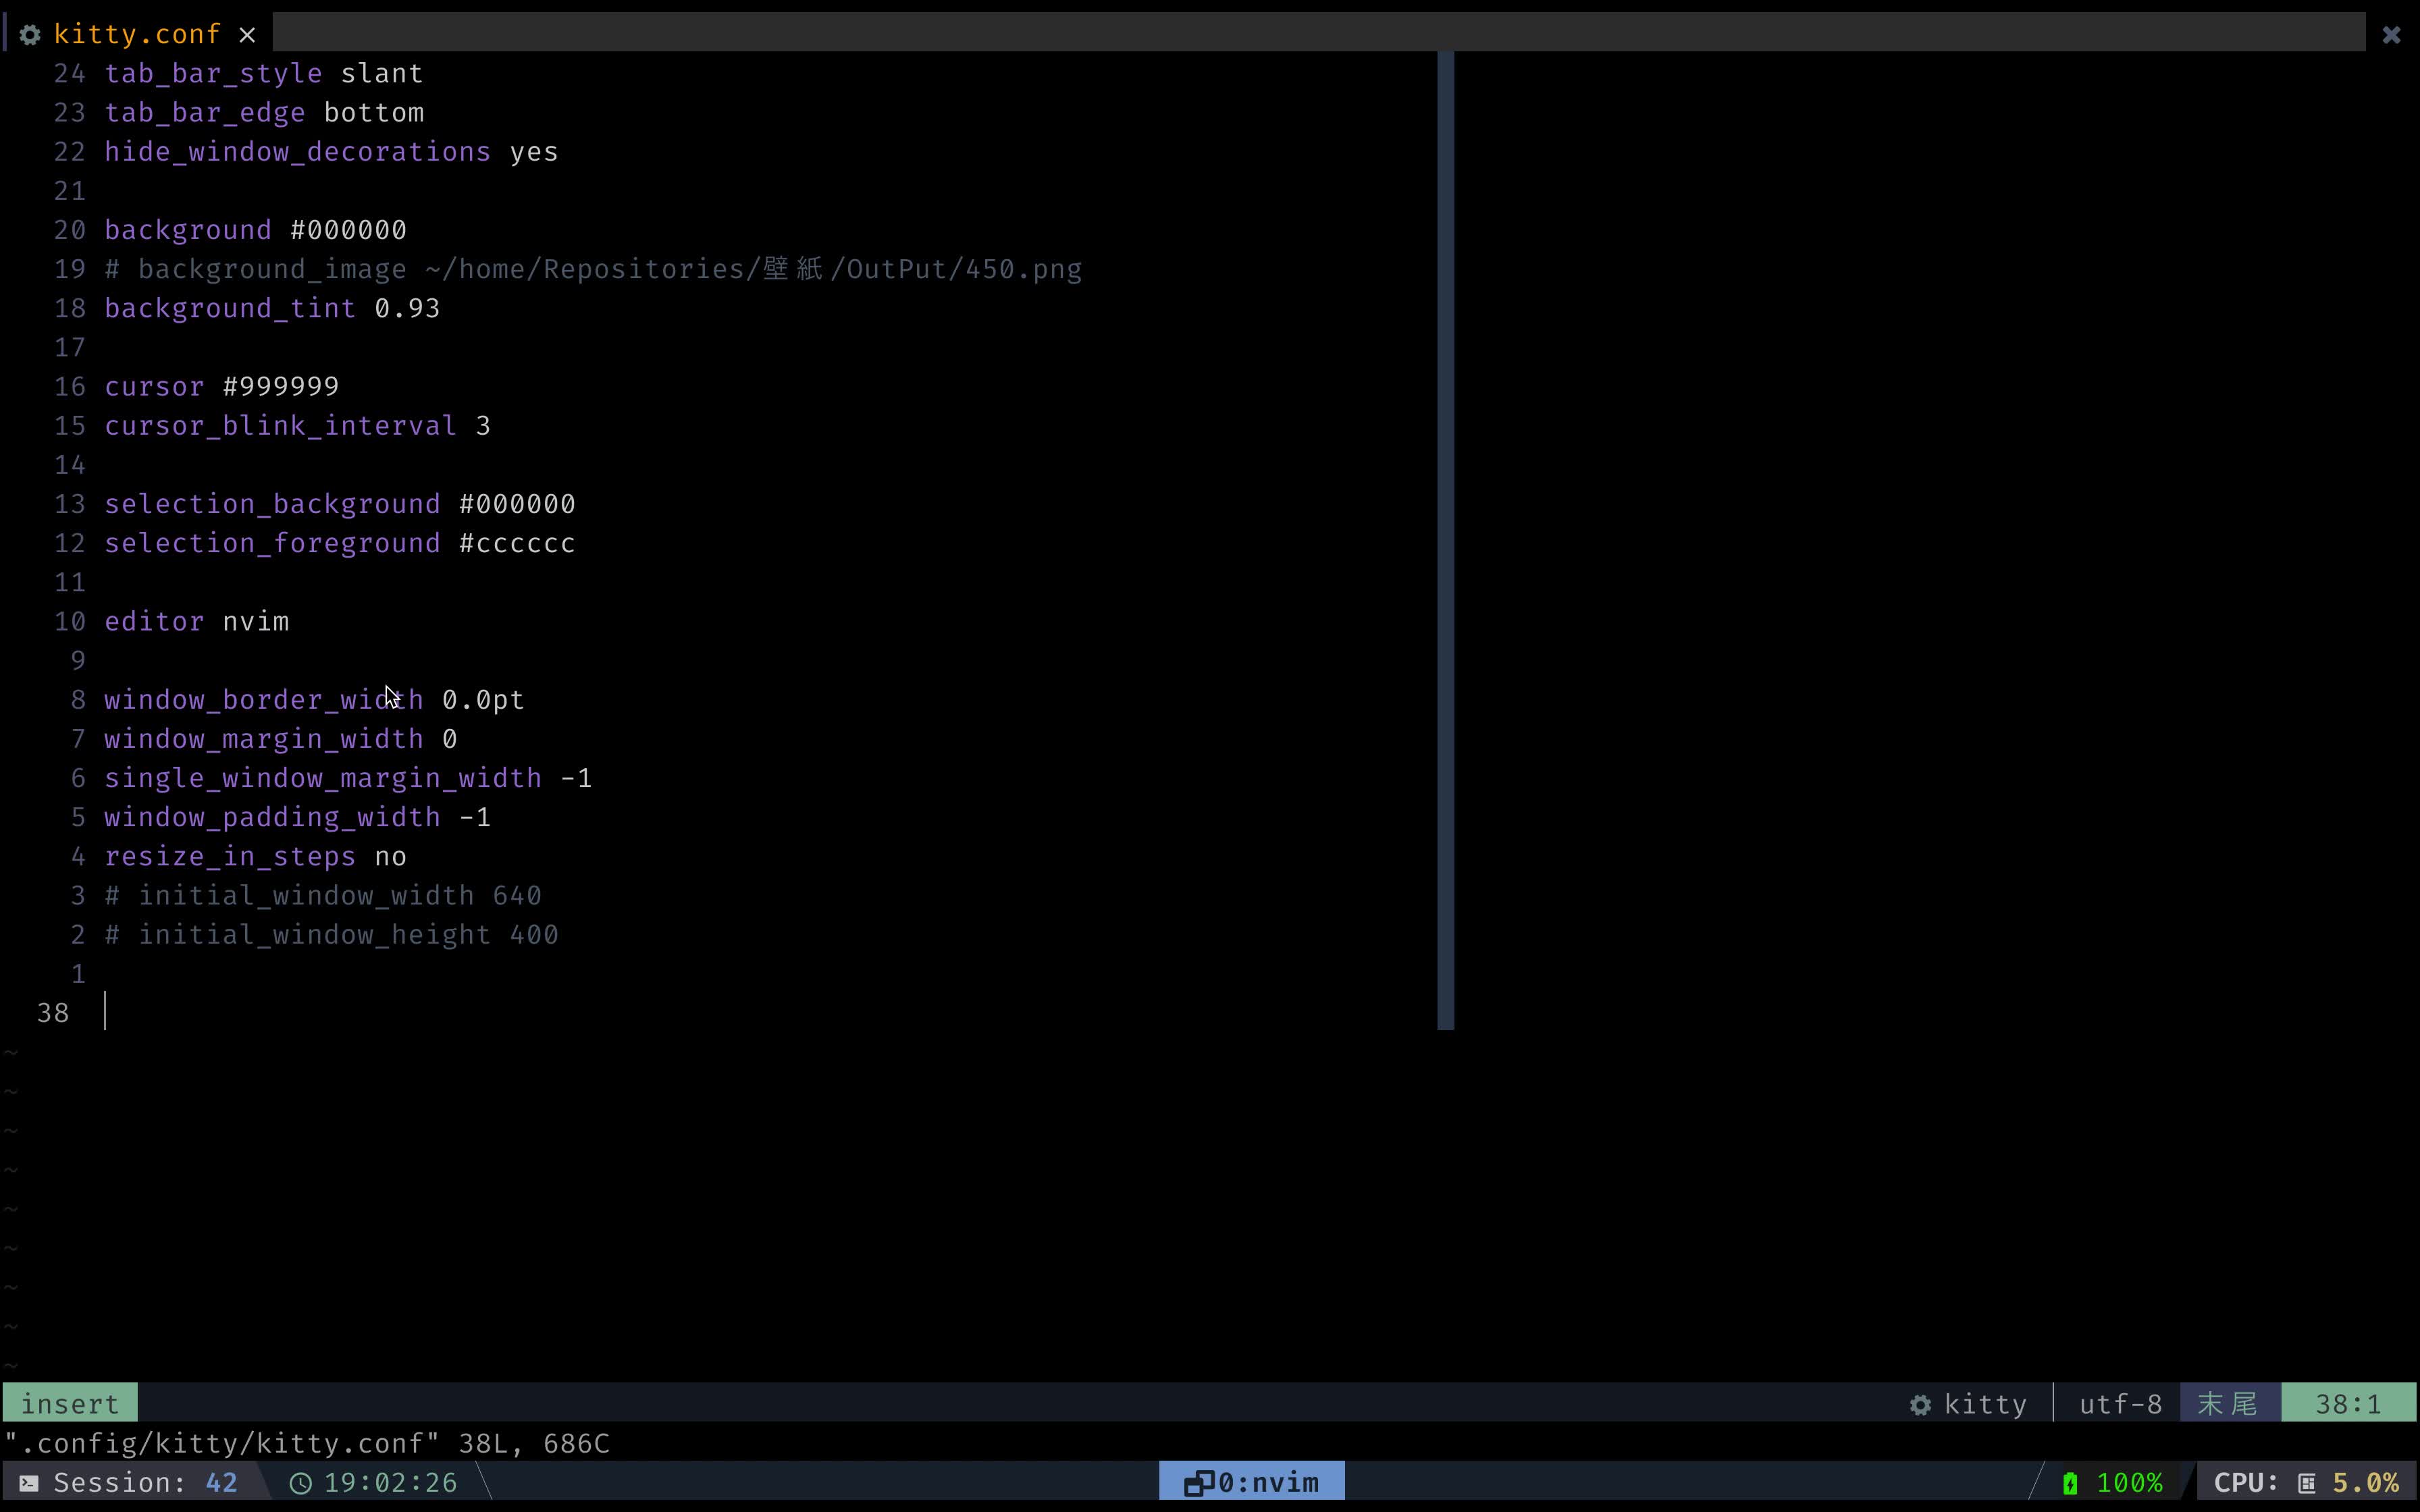 kitty.conf ×
24 tab_bar_style slant
23 tab_bar_edge bottom
22 hide_window_decorations yes
21
20 background #000000
19 # background_image ~/home/Repositories/壁紙/OutPut/450.png
18 background_tint 0.93
17
16 cursor #999999
15 cursor_blink_interval 3
14
13 selection_background #000000
12 selection_foreground #cccccc
11
10 editor nvim
9
8 window_border_width 0.0pt
7 window_margin_width 0
6 single_window_margin_width -1
5 window_padding_width -1
4 resize_in_steps no
3 # initial_window_width 640
2 # initial_window_height 400
1
38
~
~
~
~
~
~
~
~
~
insert kitty utf-8 末尾 38:1
".config/kitty/kitty.conf" 38L, 686C
Session: 42 19:02:26 0:nvim 100% CPU: 5.0%